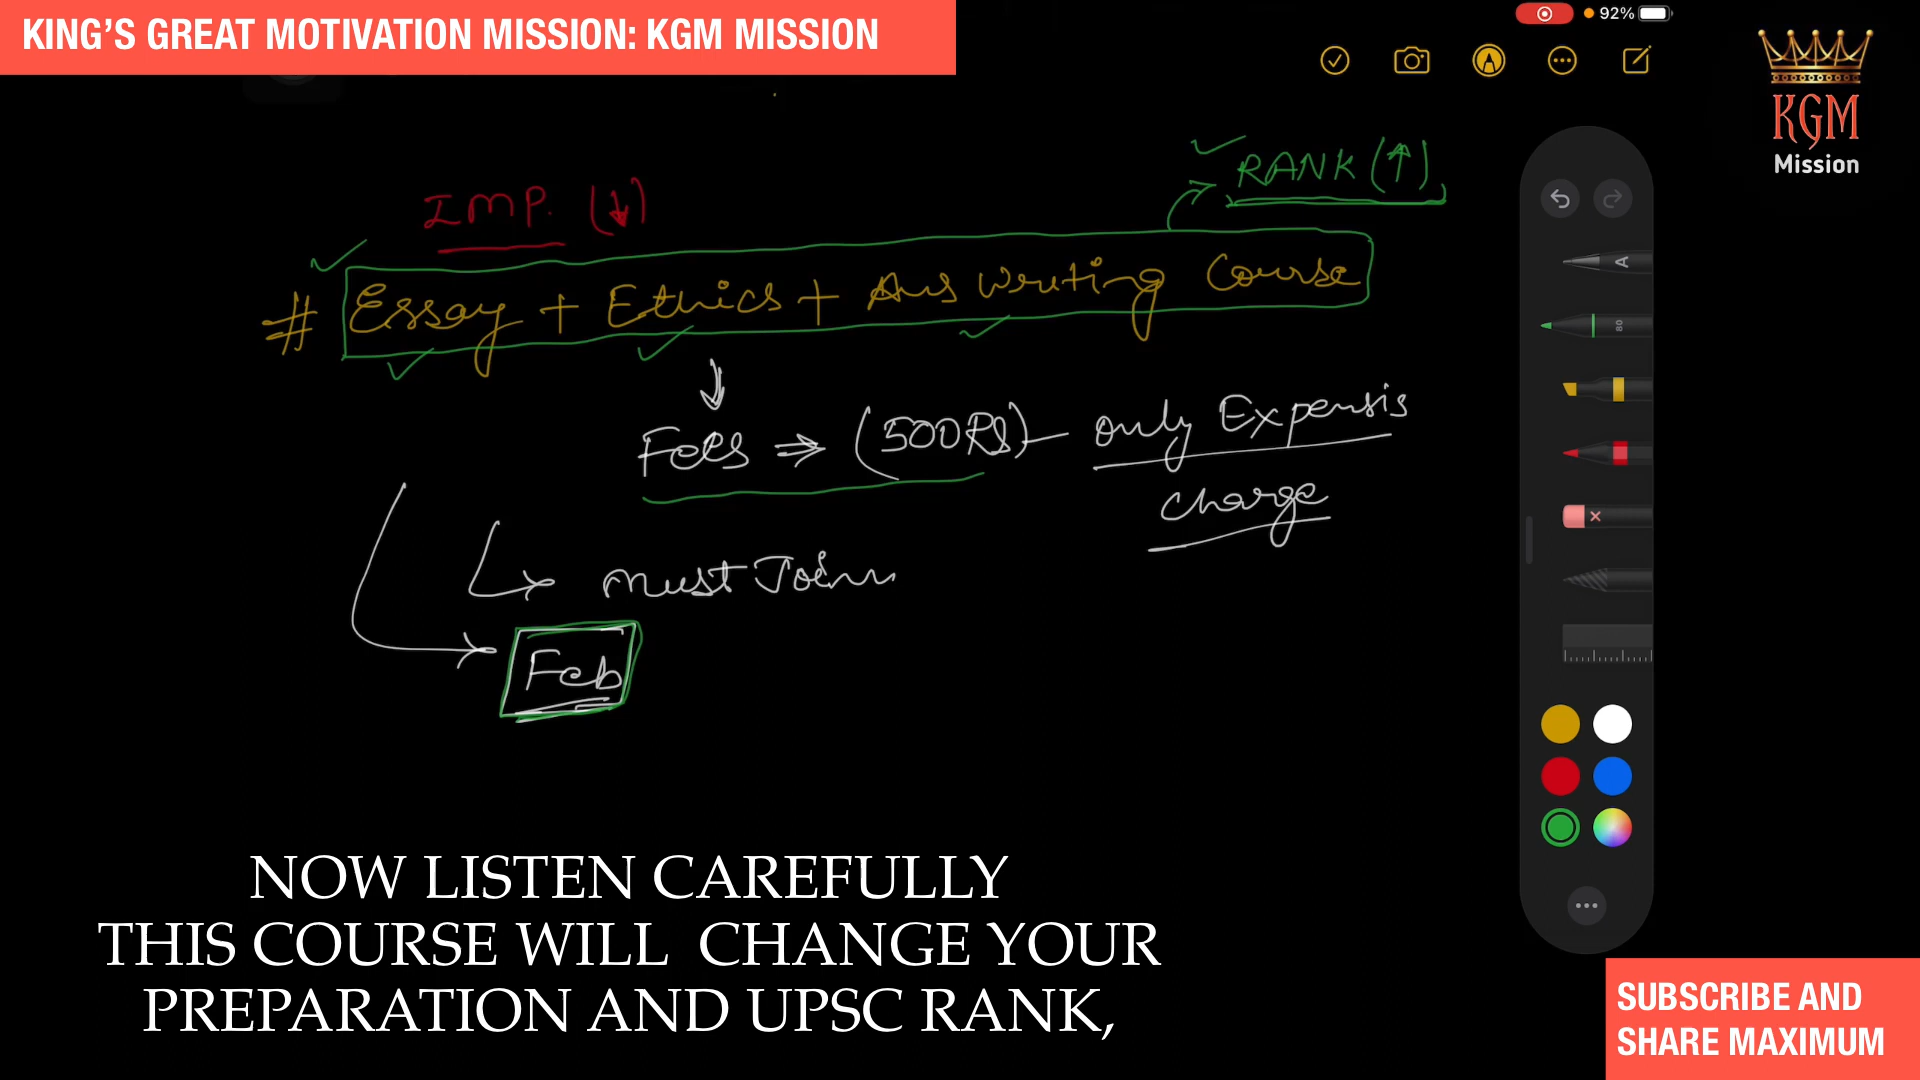 KING'S GREAT MOTIVATION MISSION: KGM MISSION
92%
KGM
Mission
RANK (↑)
IMP. (↓)
# Essay + Ethics + Ans Writing Course
Fees ⇒ (500RS) - only Expensis
charge
must Join
Feb
A
80
NOW LISTEN CAREFULLY
THIS COURSE WILL CHANGE YOUR
PREPARATION AND UPSC RANK,
SUBSCRIBE AND
SHARE MAXIMUM